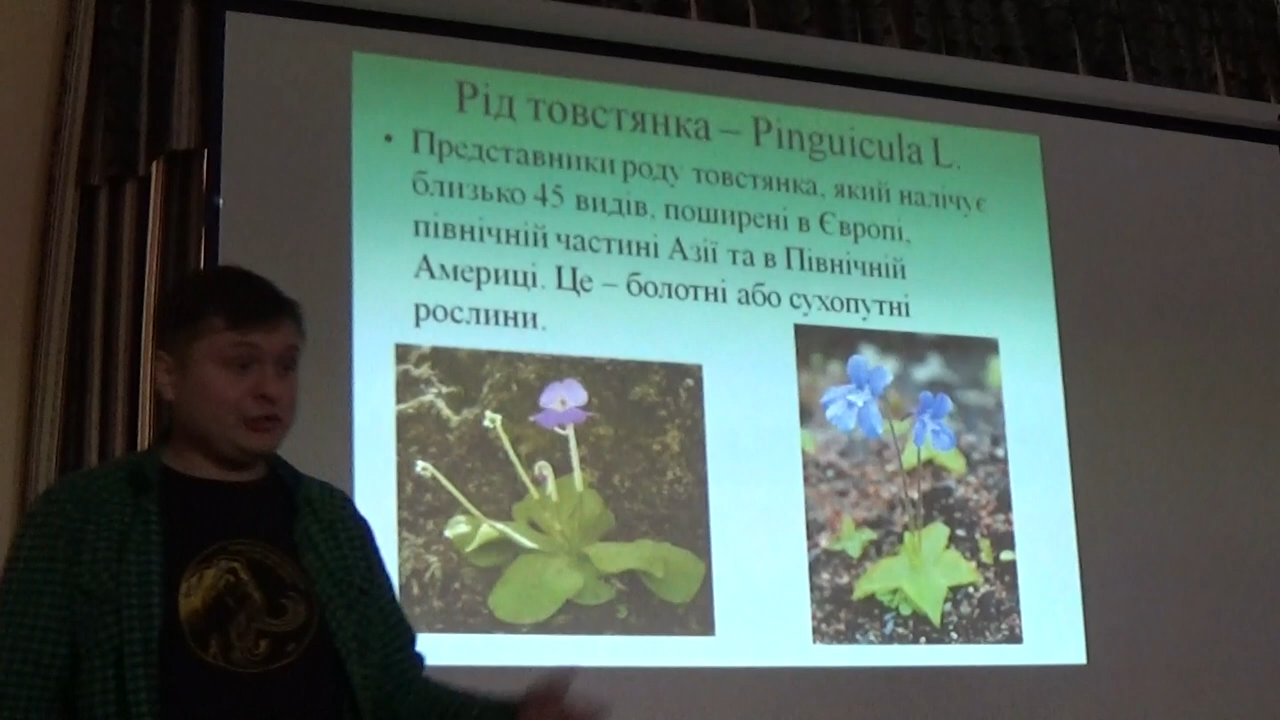 Рід товстянка – Pinguicula L.
• Представники роду товстянка, який налічує
близько 45 видів, поширені в Європі,
північній частині Азії та в Північній
Америці. Це – болотні або сухопутні
рослини.